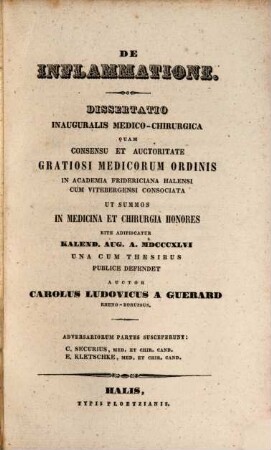 DE
INFLAMMATIONE.
DISSERTATIO
INAUGURALIS MEDICO-CHIRURGICA
QUAM
CONSENSU ET AUCTORITATE
GRATIOSI MEDICORUM ORDINIS
IN ACADEMIA FRIDERICIANA HALENSI
CUM VITEBERGENSI CONSOCIATA
UT SUMMOS
IN MEDICINA ET CHIRURGIA HONORES
RITE ADIPISCATUR
KALEND. AUG. A. MDCCCXLVI
UNA CUM THESIBUS
PUBLICE DEFENDET
AUCTOR
CAROLUS LUDOVICUS A GUERARD
RHENO-BORUSSUS.
ADVERSARIORUM PARTES SUSCEPERUNT:
C. SECURIUS, MED. ET CHIR. CAND.
E. KLETSCHKE, MED. ET CHIR. CAND.
HALIS,
TYPIS PLOETZIANIS.